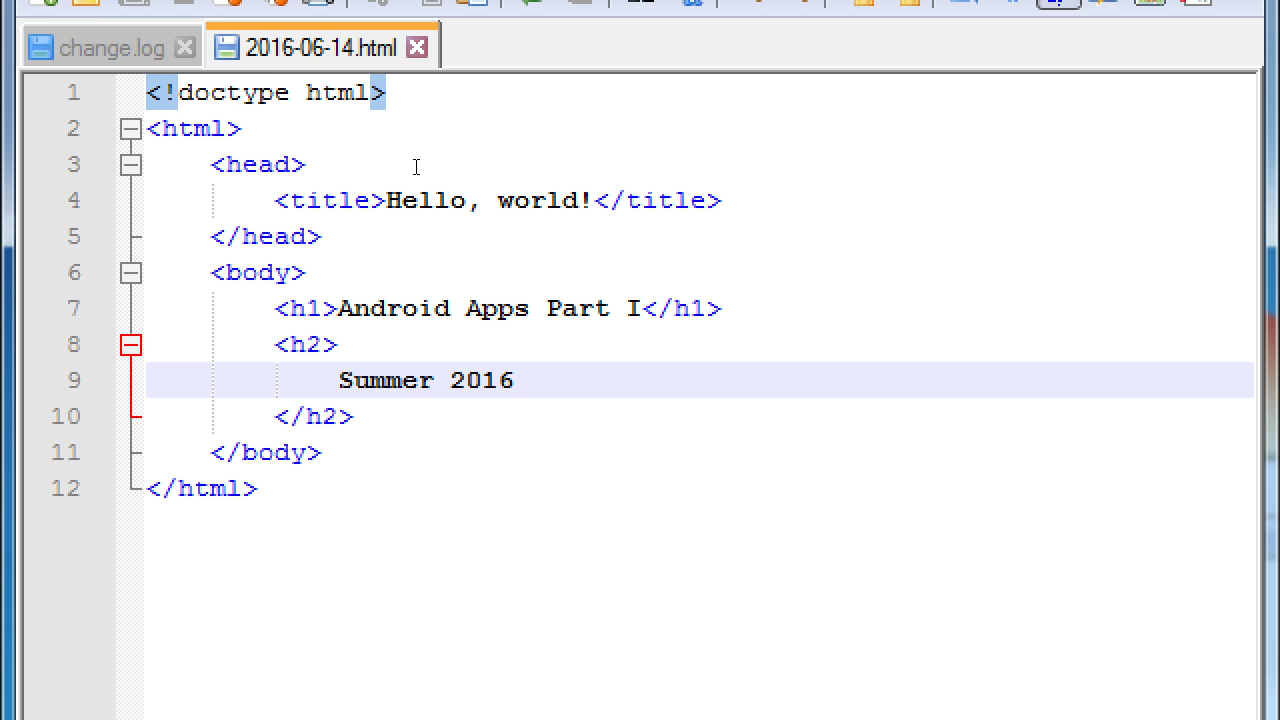 change.log 2016-06-14.html
1 <!doctype html>
2 <html>
3 <head>
4 <title>Hello, world!</title>
5 </head>
6 <body>
7 <h1>Android Apps Part I</h1>
8 <h2>
9 Summer 2016
10 </h2>
11 </body>
12 </html>